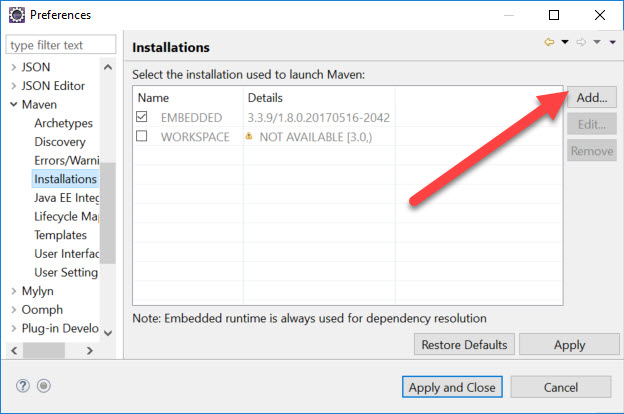 Preferences
type filter text
JSON
JSON Editor
Maven
Archetypes
Discovery
Errors/Warni
Installations
Java EE Integ
Lifecycle Map
Templates
User Interfac
User Setting
Mylyn
Oomph
Plug-in Develo
Installations
Select the installation used to launch Maven:
Name Details
EMBEDDED 3.3.9/1.8.0.20170516-2042
WORKSPACE NOT AVAILABLE [3.0,)
Add...
Edit...
Remove
Note: Embedded runtime is always used for dependency resolution
Restore Defaults Apply
Apply and Close Cancel